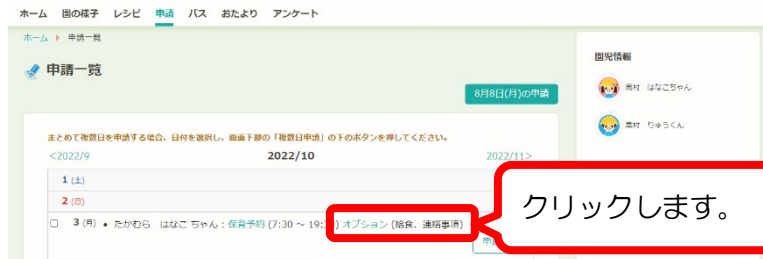 ホーム 園の様子 レシピ 申請 バス おたより アンケート
ホーム 申請一覧
申請一覧
8月8日(月)の申請
園児情報
高村 はなこちゃん
高村 りゅうくん
まとめて複数日を申請する場合、日付を選択し、画面下部の「複数日申請」の下のボタンを押してください。
<2022/9 2022/10 2022/11>
1 (土)
2 (日)
3 (月) • たかむら はなこ ちゃん : 保育予約 (7:30 ~ 19: オプション (給食、連絡事項)
クリックします。